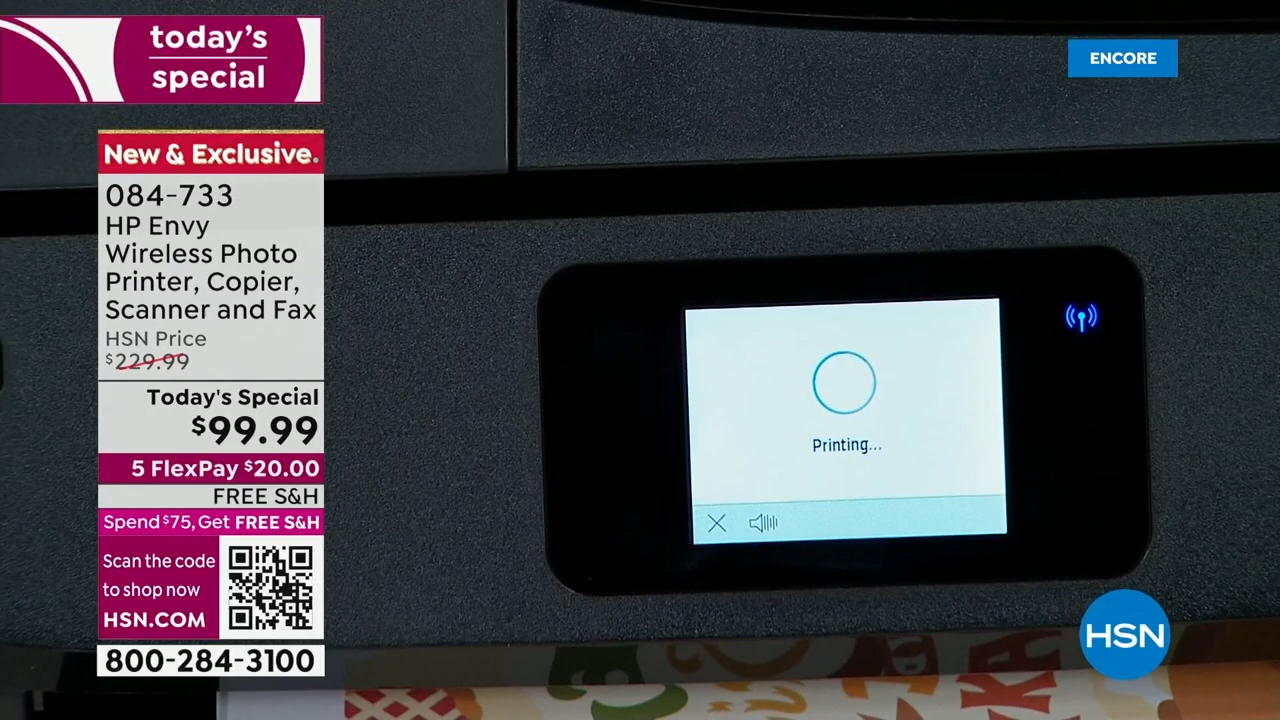 today's
special
ENCORE
New & Exclusive.
084-733
HP Envy
Wireless Photo
Printer, Copier,
Scanner and Fax
HSN Price
$229.99
Today's Special
$99.99
5 FlexPay $20.00
FREE S&H
Spend $75, Get FREE S&H
Scan the code
to shop now
HSN.COM
800-284-3100
Printing...
HSN